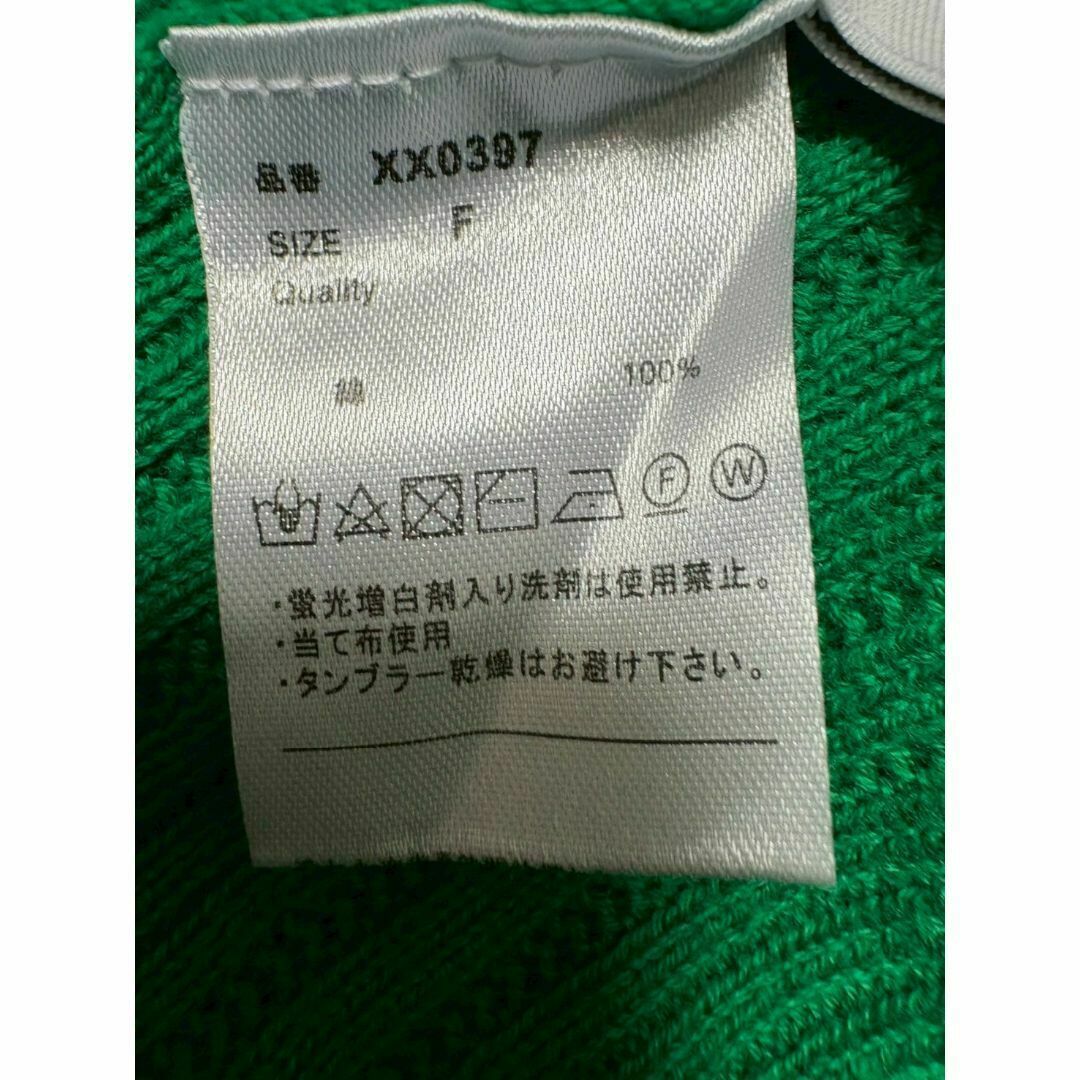 品番 XX0397
SIZE F
Quality
綿 100%
F W
・蛍光増白剤入り洗剤は使用禁止。
・当て布使用
・タンブラー乾燥はお避け下さい。